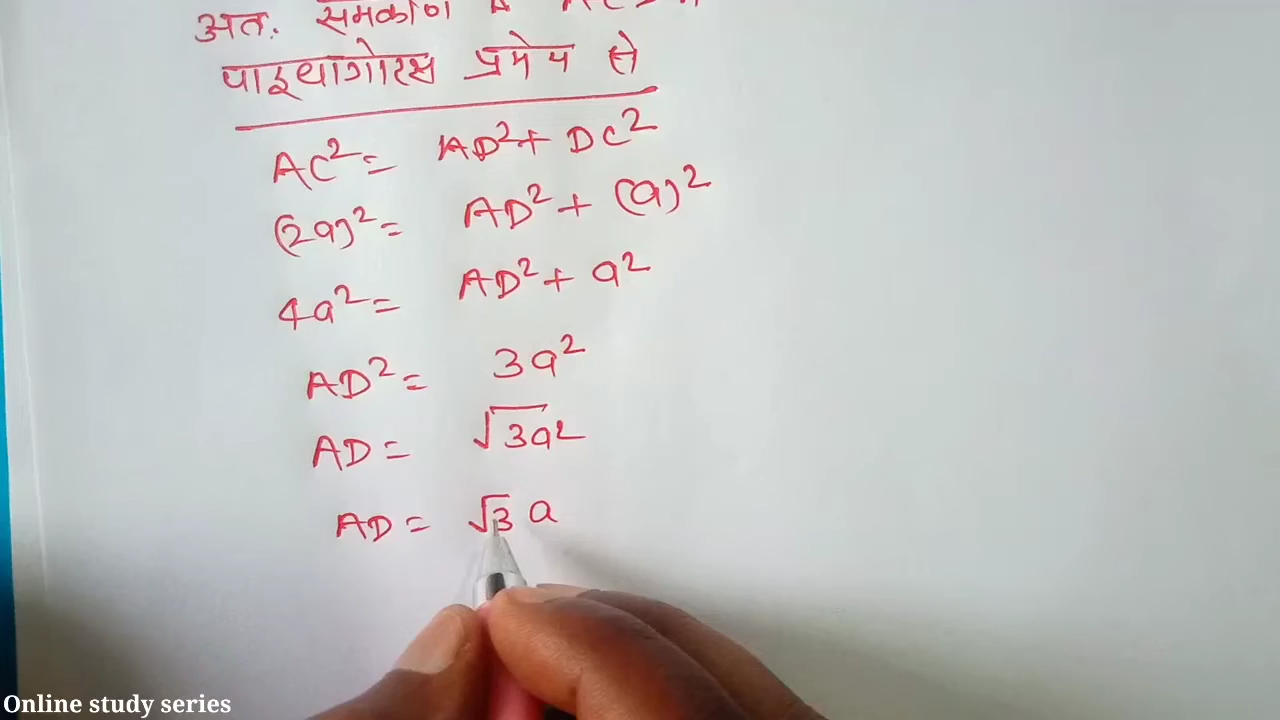 अतः समकोण
पाइथागोरस प्रमेय से
AC² = AD² + DC²
(2a)² = AD² + (a)²
4a² = AD² + a²
AD² = 3a²
AD = √3a²
AD = √3 a
Online study series